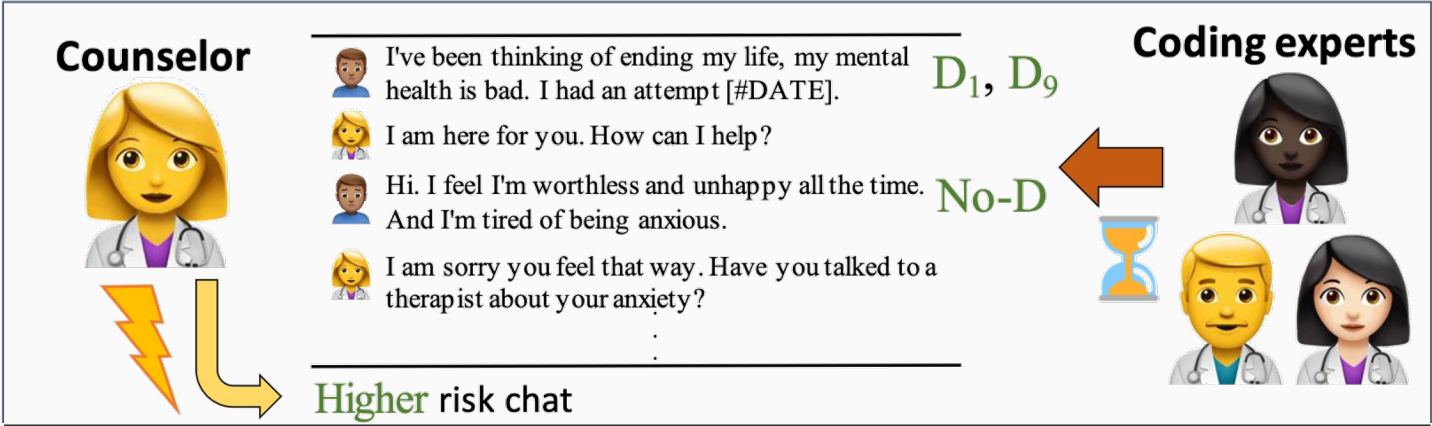 Counselor
Coding experts
I've been thinking of ending my life, my mental
health is bad. I had an attempt [#DATE].
D1, D9
I am here for you. How can I help?
Hi. I feel I'm worthless and unhappy all the time.
And I'm tired of being anxious.
No-D
I am sorry you feel that way. Have you talked to a
therapist about your anxiety?
.
.
.
Higher risk chat